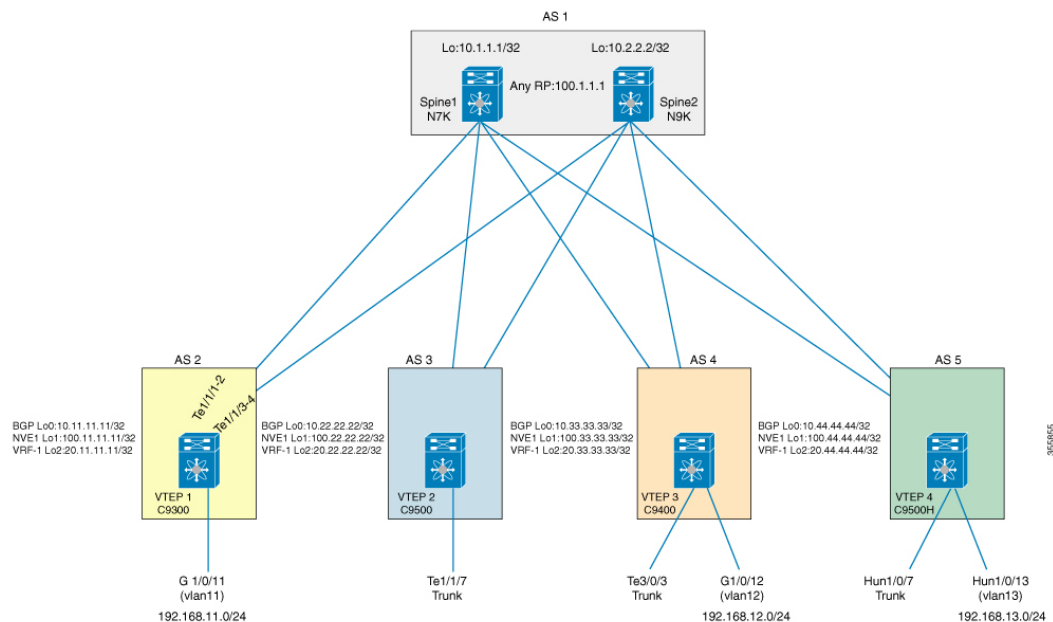 AS 1
Lo:10.1.1.1/32
Lo:10.2.2.2/32
Any RP:100.1.1.1
Spine1
N7K
Spine2
N9K
AS 2
AS 3
AS 4
AS 5
Te1/1/1-2
Te1/1/3-4
BGP Lo0:10.11.11.11/32
NVE1 Lo1:100.11.11.11/32
VRF-1 Lo2:20.11.11.11/32
BGP Lo0:10.22.22.22/32
NVE1 Lo1:100.22.22.22/32
VRF-1 Lo2:20.22.22.22/32
BGP Lo0:10.33.33.33/32
NVE1 Lo1:100.33.33.33/32
VRF-1 Lo2:20.33.33.33/32
BGP Lo0:10.44.44.44/32
NVE1 Lo1:100.44.44.44/32
VRF-1 Lo2:20.44.44.44/32
365855
VTEP 1
C9300
VTEP 2
C9500
VTEP 3
C9400
VTEP 4
C9500H
G 1/0/11
(vlan11)
192.168.11.0/24
Te1/1/7
Trunk
Te3/0/3
Trunk
G1/0/12
(vlan12)
192.168.12.0/24
Hun1/0/7
Trunk
Hun1/0/13
(vlan13)
192.168.13.0/24